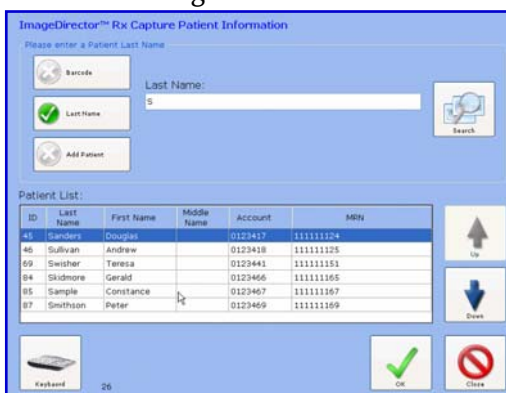 ImageDirector™ Rx Capture Patient Information
Please enter a Patient Last Name
Barcode
Last Name:
S
Last Name
Search
Add Patient
Patient List:
ID Last Name First Name Middle Name Account MRN
45 Sanders Douglas 0123417 111111124
46 Sullivan Andrew 0123418 111111125
69 Swisher Teresa 0123441 111111151
84 Skidmore Gerald 0123466 111111165
85 Sample Constance 0123467 111111167
87 Smithson Peter 0123469 111111169
Up
Down
Keyboard
26
OK
Close